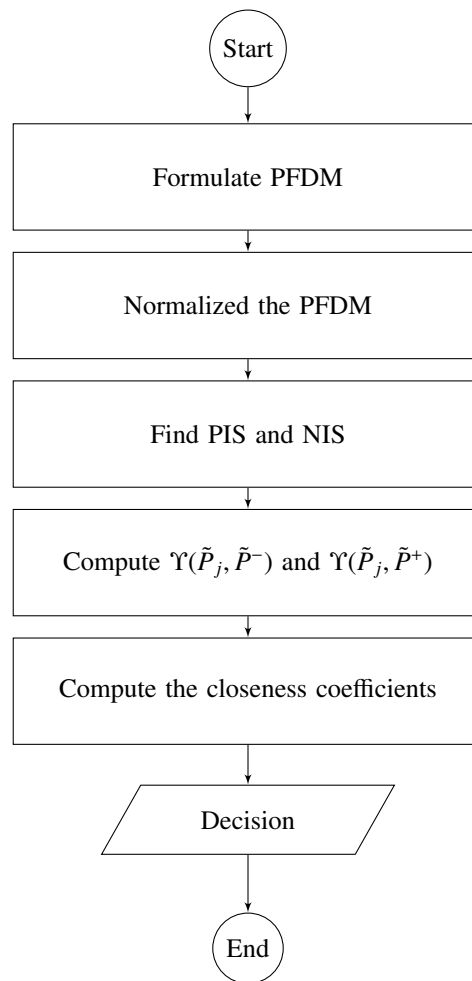 Start
Formulate PFDM
Normalized the PFDM
Find PIS and NIS
Compute ϒ(P̃ⱼ, P̃⁻) and ϒ(P̃ⱼ, P̃⁺)
Compute the closeness coefficients
Decision
End